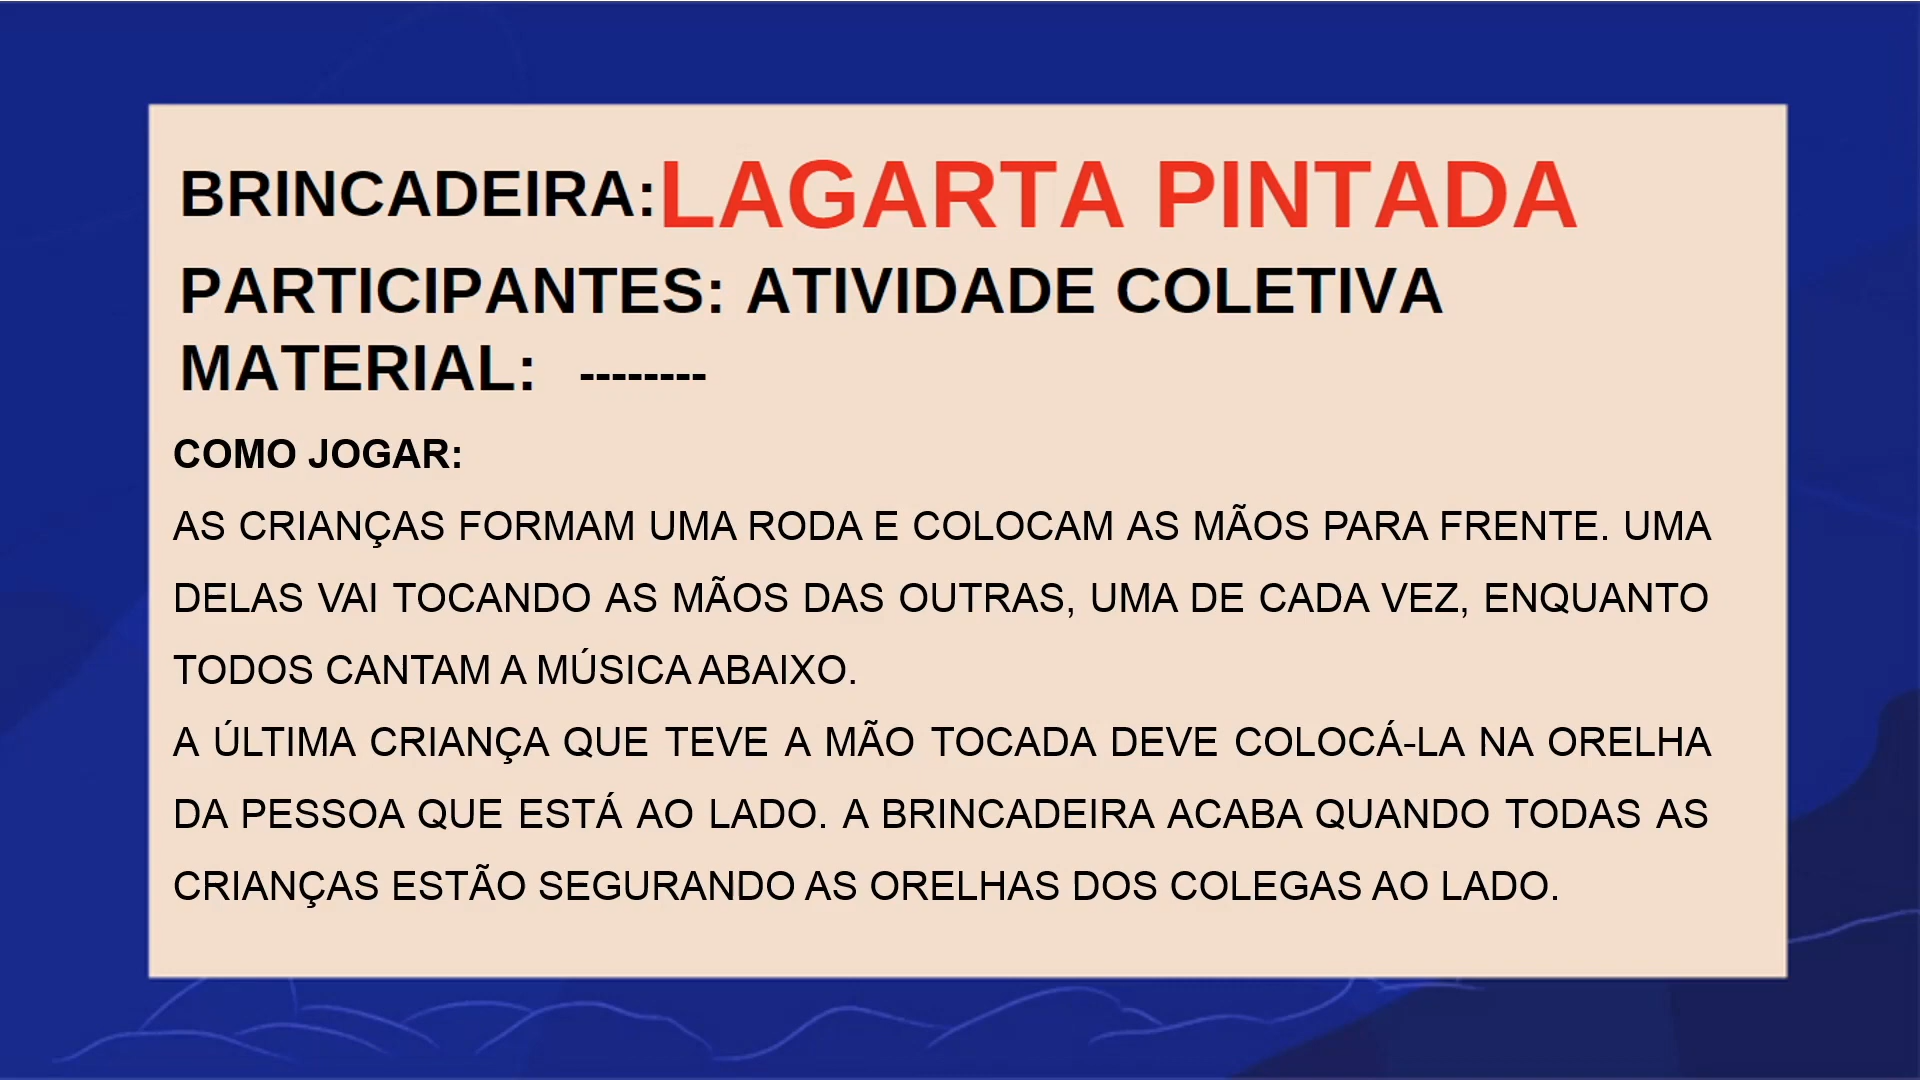 BRINCADEIRA:LAGARTA PINTADA
PARTICIPANTES: ATIVIDADE COLETIVA
MATERIAL: --------
COMO JOGAR:
AS CRIANÇAS FORMAM UMA RODA E COLOCAM AS MÃOS PARA FRENTE. UMA
DELAS VAI TOCANDO AS MÃOS DAS OUTRAS, UMA DE CADA VEZ, ENQUANTO
TODOS CANTAM A MÚSICA ABAIXO.
A ÚLTIMA CRIANÇA QUE TEVE A MÃO TOCADA DEVE COLOCÁ-LA NA ORELHA
DA PESSOA QUE ESTÁ AO LADO. A BRINCADEIRA ACABA QUANDO TODAS AS
CRIANÇAS ESTÃO SEGURANDO AS ORELHAS DOS COLEGAS AO LADO.